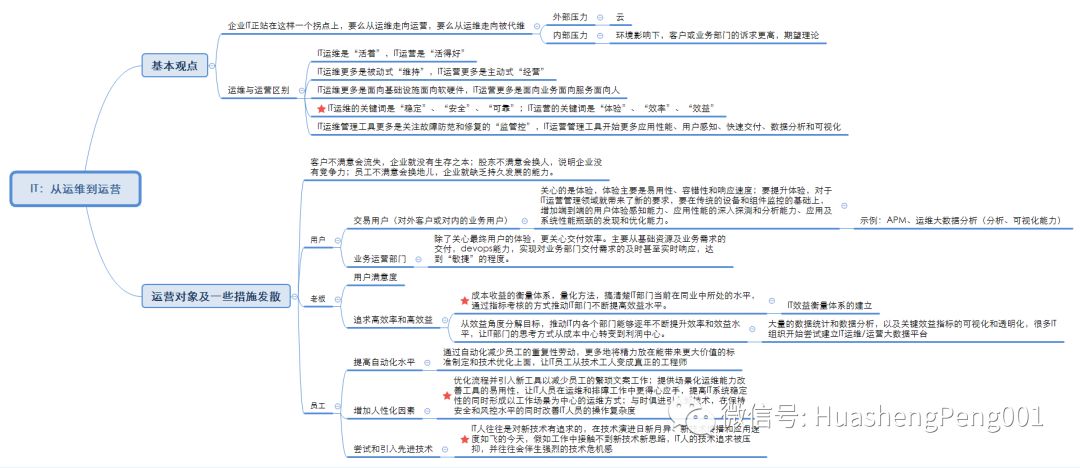 企业IT正站在这样一个拐点上，要么从运维走向运营，要么从运维走向被代维
外部压力
云
内部压力
环境影响下，客户或业务部门的诉求更高，期望理论
基本观点
IT运维是“活着”，IT运营是“活得好”
IT运维更多是被动式“维持”，IT运营更多是主动式“经营”
运维与运营区别
IT运维更多是面向基础设施面向软硬件，IT运营更多是面向业务面向服务面向人
IT运维的关键词是“稳定”、“安全”、“可靠”；IT运营的关键词是“体验”、“效率”、“效益”
IT运维管理工具更多是关注故障防范和修复的“监管控”，IT运营管理工具开始更多应用性能、用户感知、快速交付、数据分析和可视化
IT：从运维到运营
客户不满意会流失，企业就没有生存之本；股东不满意会换人，说明企业没
有竞争力；员工不满意会换地儿，企业就缺乏持久发展的能力。
交易用户（对外客户或对内的业务用户）
关心的是体验，体验主要是易用性、容错性和响应速度；要提升体验，对于
IT运营管理领域就带来了新的要求，要在传统的设备和组件监控的基础上，
增加端到端的用户体验感知能力、应用性能的深入探测和分析能力、应用及
系统性能瓶颈的发现和优化能力。
示例：APM、运维大数据分析（分析、可视化能力）
用户
业务运营部门
除了关心最终用户的体验，更关心交付效率。主要从基础资源及业务需求的
交付，devops能力，实现对业务部门交付需求的及时甚至实时响应，达
到“敏捷”的程度。
运营对象及一些措施发散
老板
用户满意度
追求高效率和高效益
成本收益的衡量体系，量化方法，搞清楚IT部门当前在同业中所处的水平，
通过指标考核的方式推动IT部门不断提高效益水平。
IT效益衡量体系的建立
从效益角度分解目标，推动IT内各个部门能够逐年不断提升效率和效益水
平，让IT部门的思考方式从成本中心转变到利润中心。
大量的数据统计和数据分析，以及关键效益指标的可视化和透明化，很多IT
组织开始尝试建立IT运维/运营大数据平台
提高自动化水平
通过自动化减少员工的重复性劳动，更多地将精力放在能带来更大价值的标
准制定和技术优化上面，让IT员工从技术工人变成真正的工程师
员工
增加人性化因素
优化流程并引入新工具以减少员工的繁琐文案工作；提供场景化运维能力改
善工具的易用性，让IT人员在运维和排障工作中更得心应手，提高IT系统稳定
性的同时形成以工作场景为中心的运维方式；与时俱进引 技术，在保持
安全和风控水平的同时改善IT人员的操作复杂度
尝试和引入先进技术
IT人往往是对新技术有追求的，在技术演进日新月异、新 播和应用速
度如飞的今天，假如工作中接触不到新技术新思路，IT人的技术追求被压
抑，并往往会伴生强烈的技术危机感
微信号: HuashengPeng001